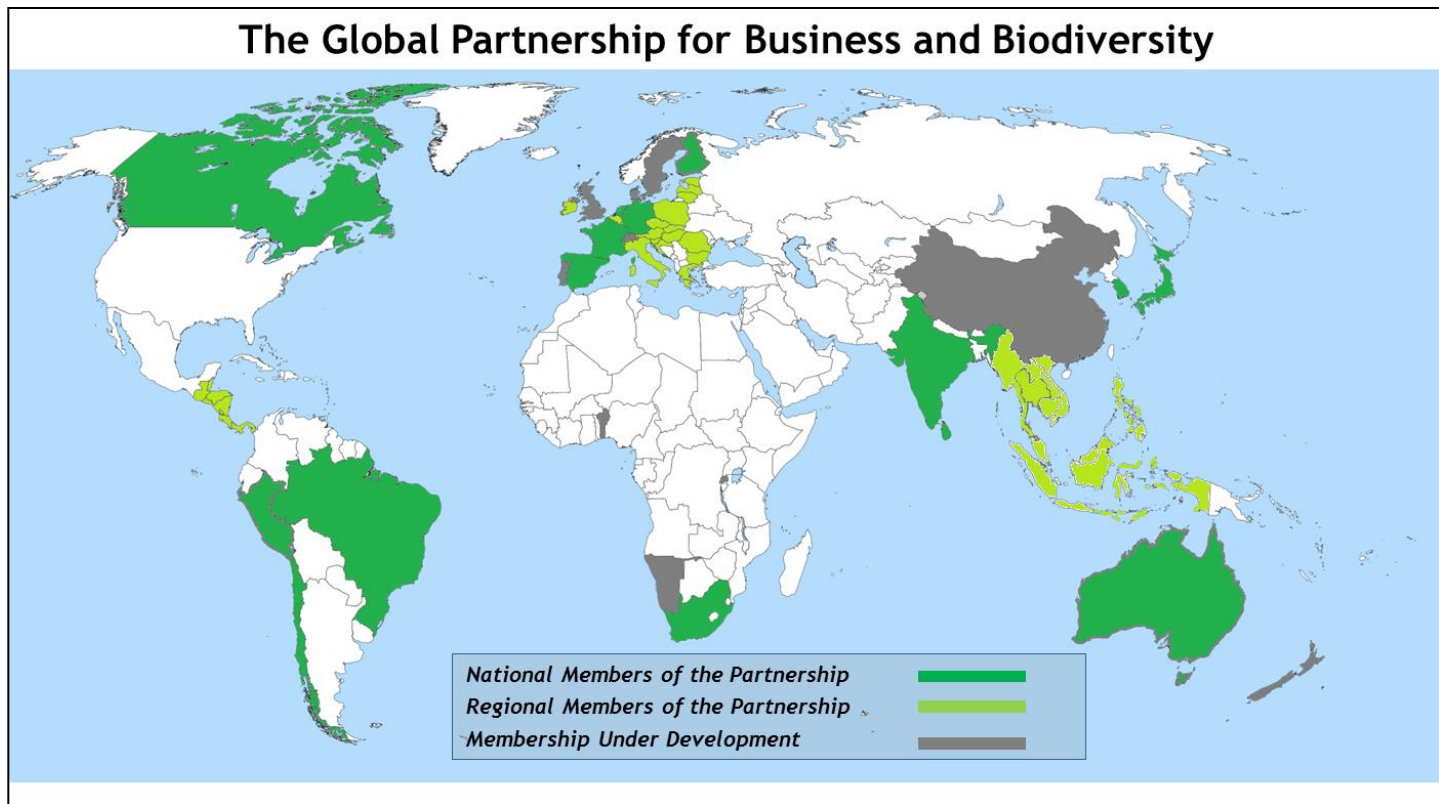 The Global Partnership for Business and Biodiversity
National Members of the Partnership
Regional Members of the Partnership
Membership Under Development